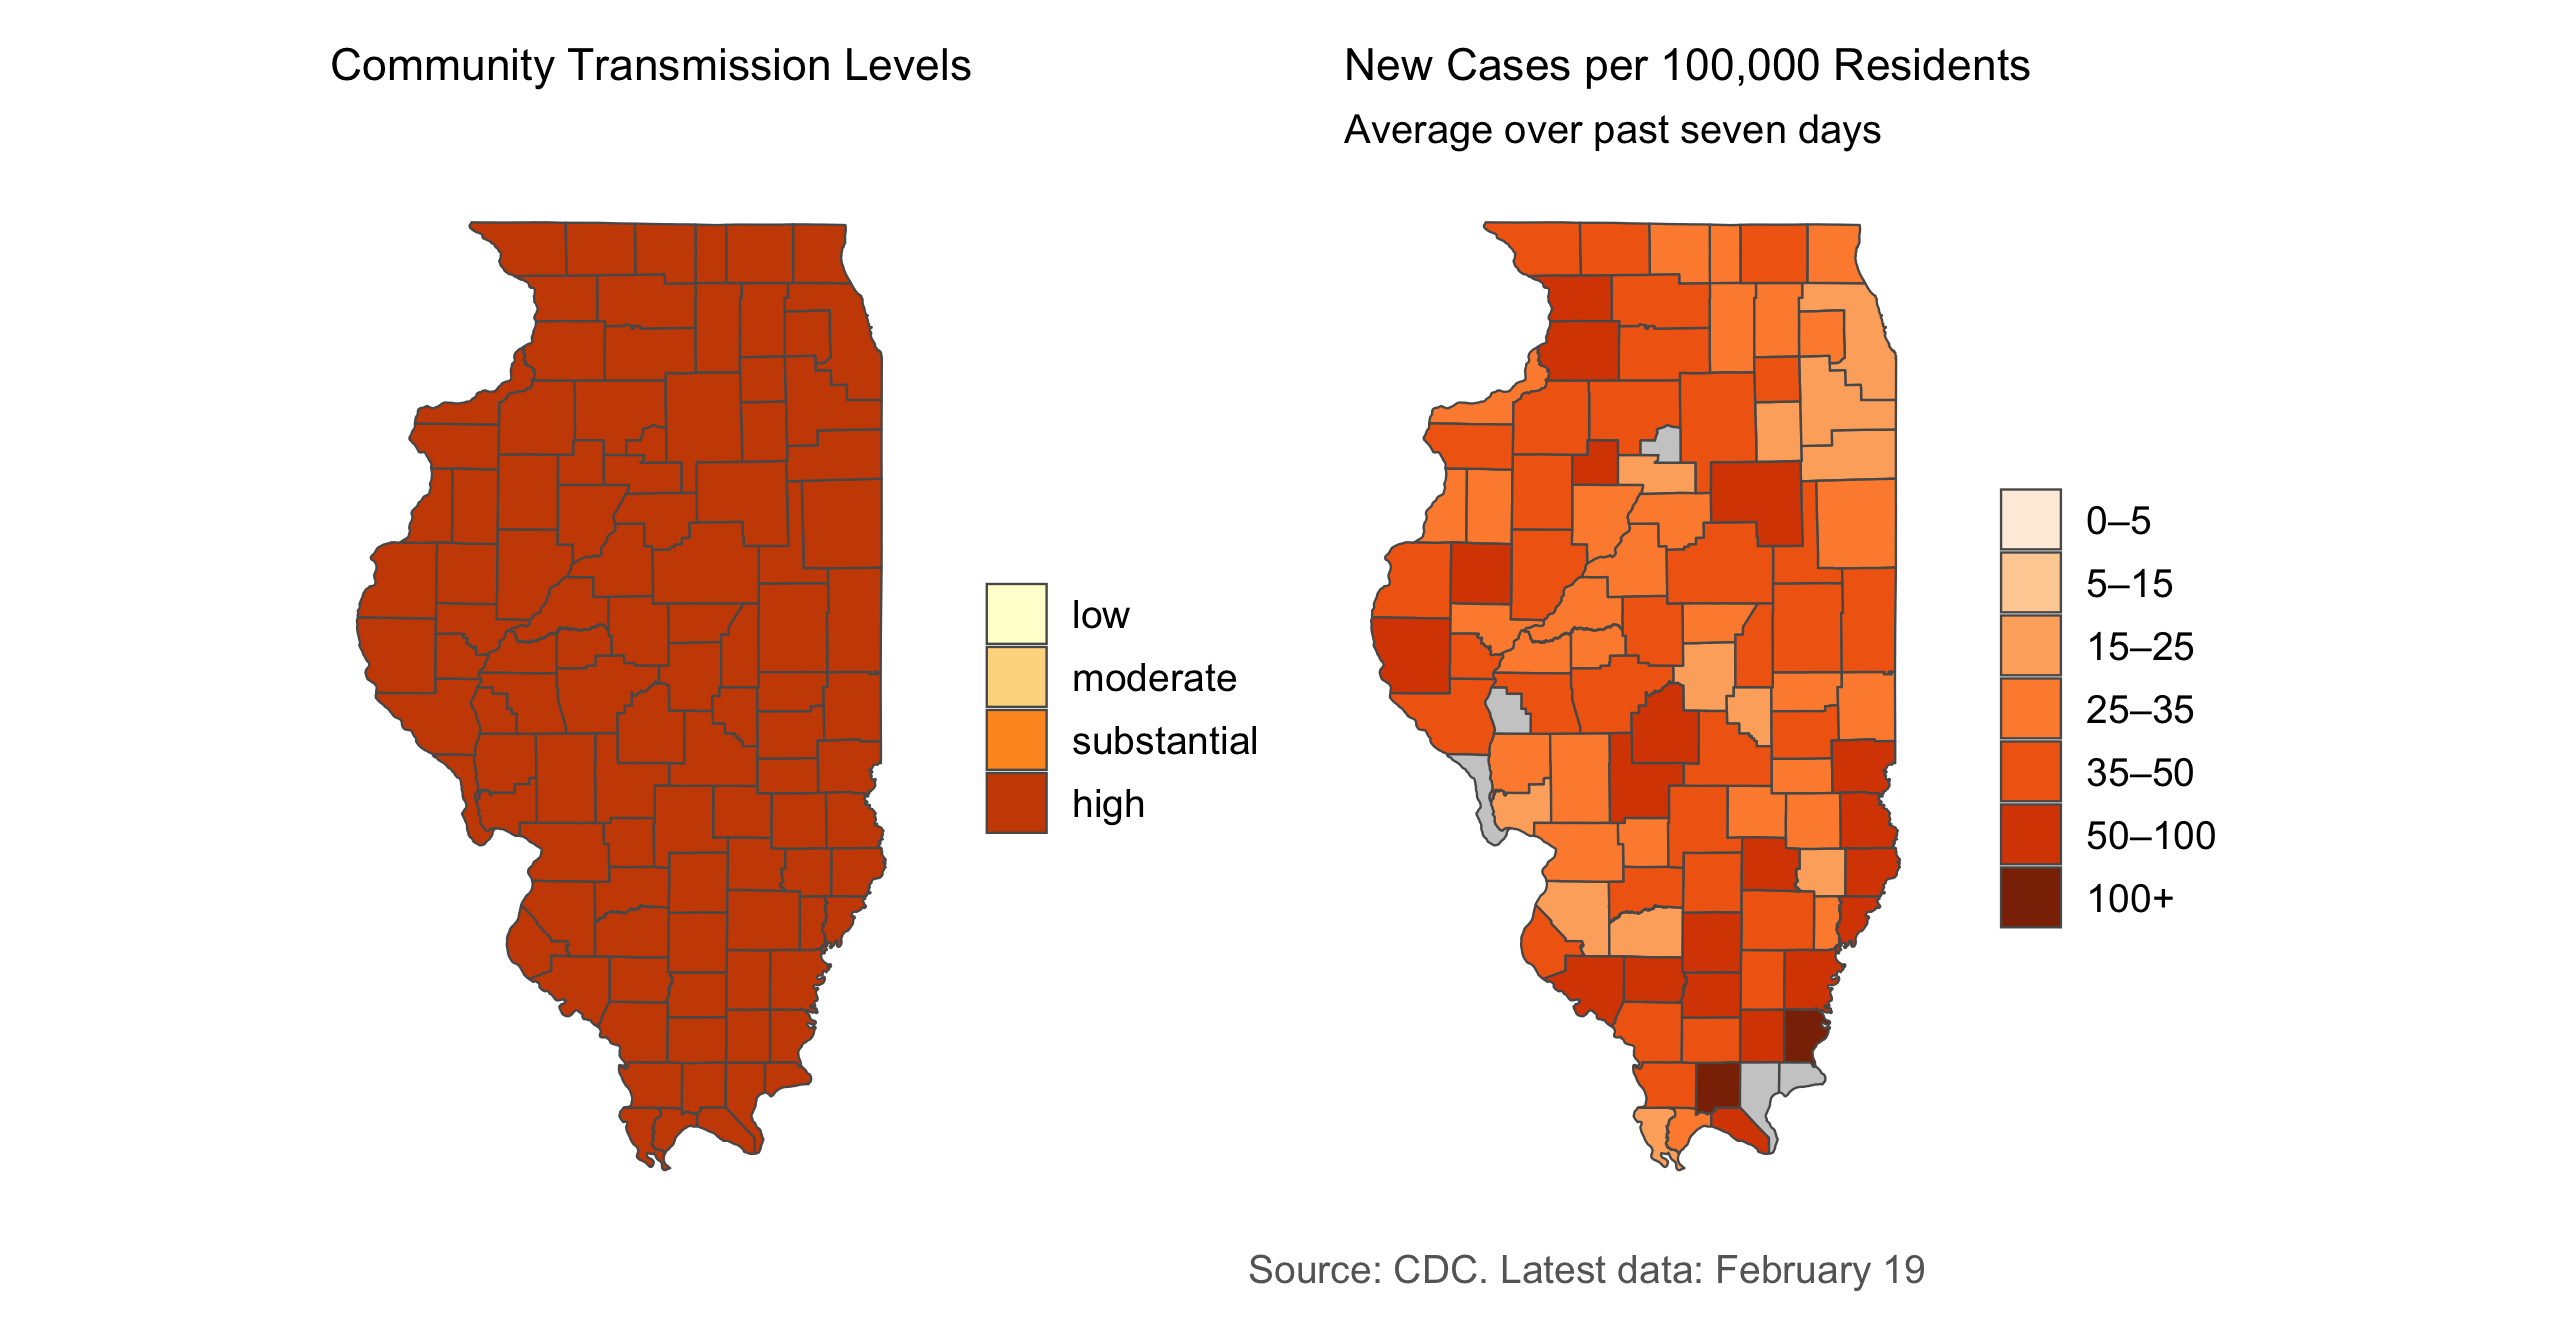 Community Transmission Levels
New Cases per 100,000 Residents
Average over past seven days
low
moderate
substantial
high
0–5
5–15
15–25
25–35
35–50
50–100
100+
Source: CDC. Latest data: February 19